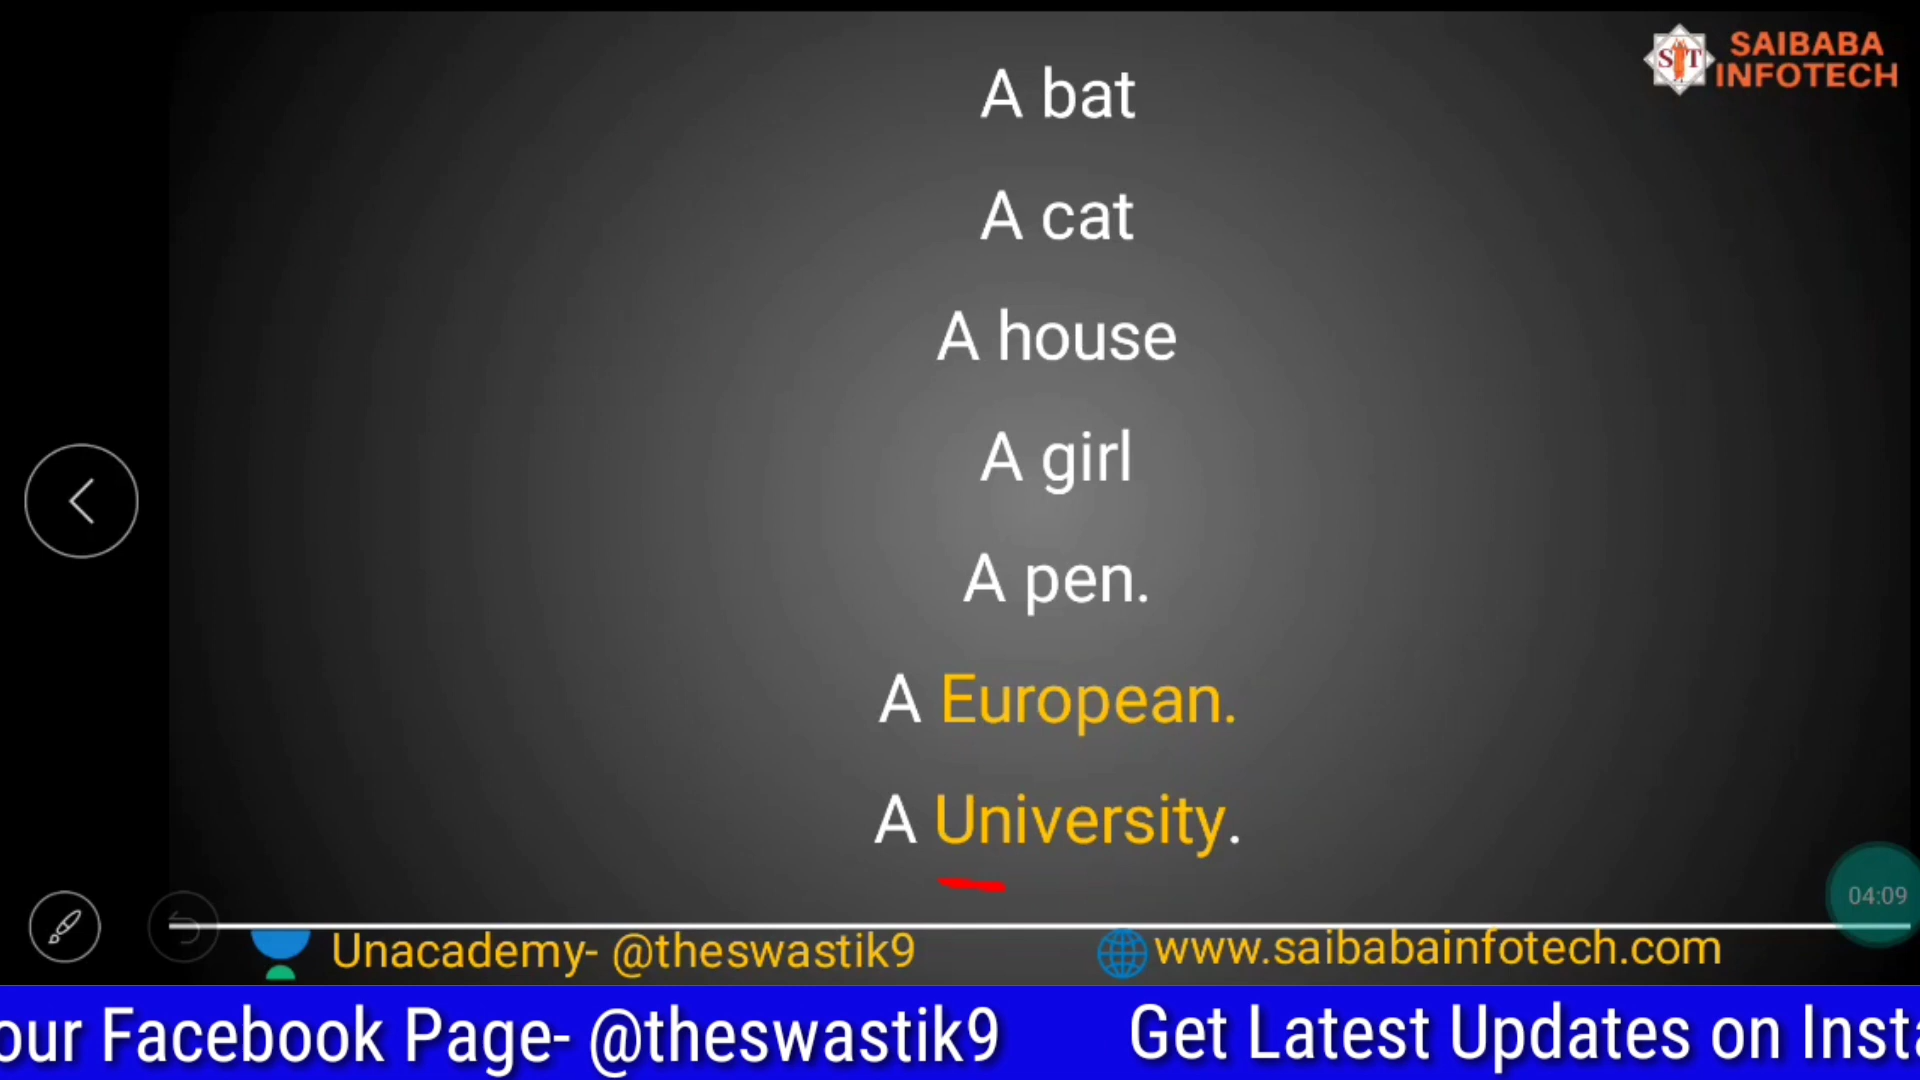 SAIBABA
INFOTECH
SIT
A bat
A cat
A house
A girl
A pen.
A European.
A University.
04:09
Unacademy- @theswastik9
www.saibabainfotech.com
our Facebook Page- @theswastik9
Get Latest Updates on Insta